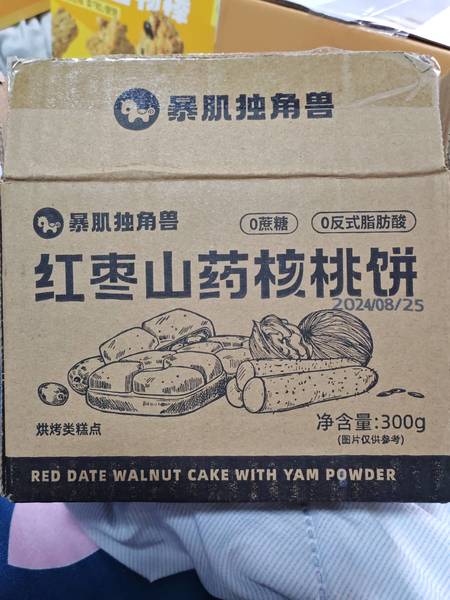 暴肌独角兽
暴肌独角兽
0蔗糖
0反式脂肪酸
红枣山药核桃饼
2024/08/25
烘烤类糕点
净含量:300g
(图片仅供参考)
RED DATE WALNUT CAKE WITH YAM POWDER